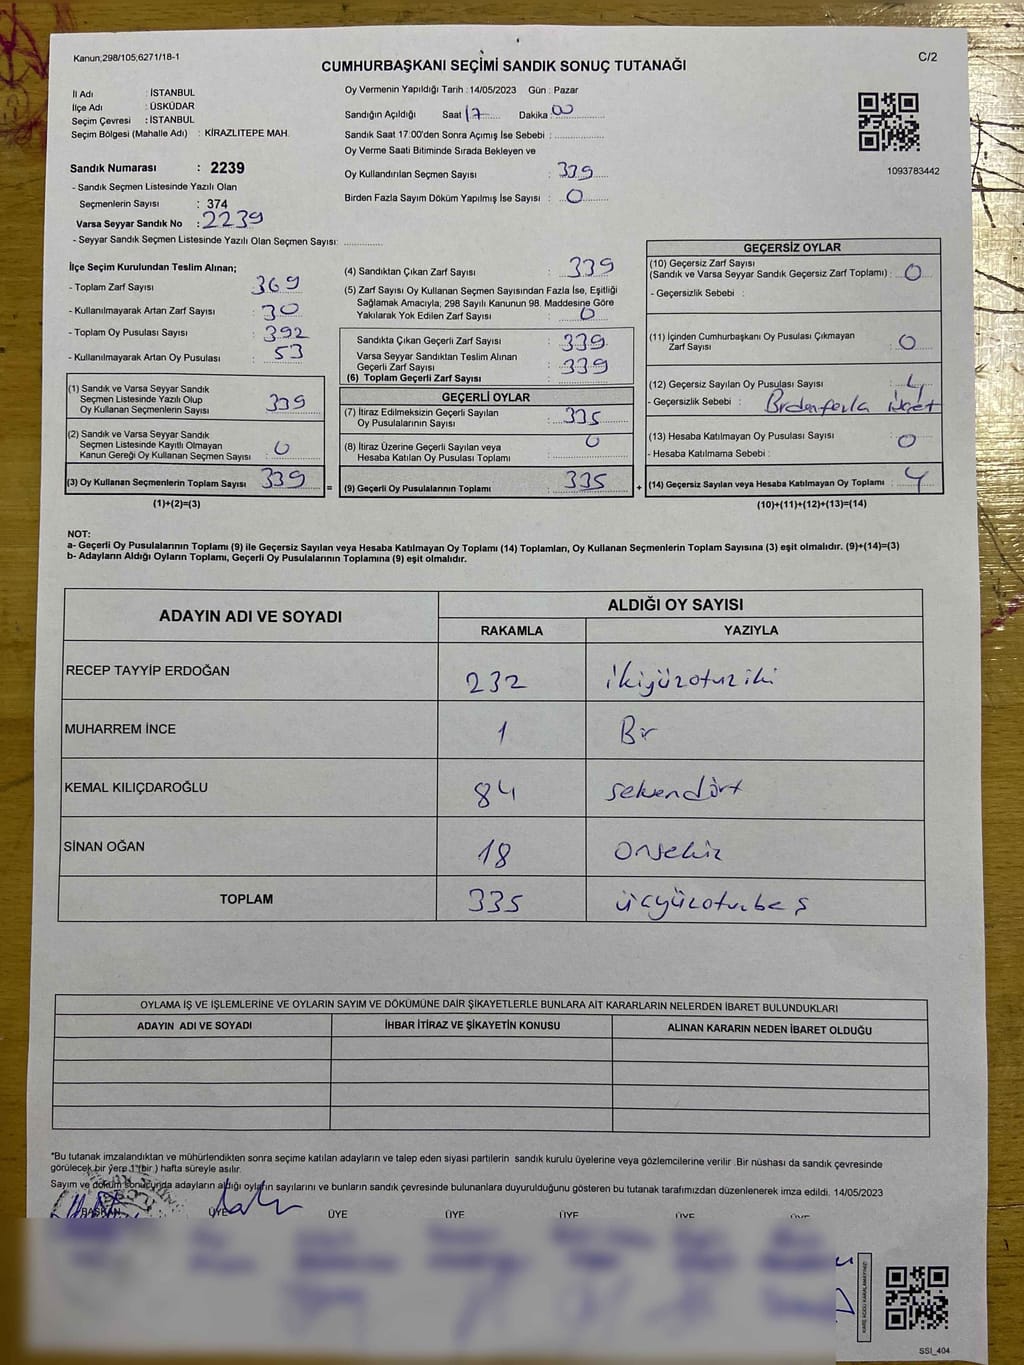 Kanun;298/105;6271/18-1
C/2
CUMHURBAŞKANI SEÇİMİ SANDIK SONUÇ TUTANAĞI
İl Adı : İSTANBUL
İlçe Adı : ÜSKÜDAR
Seçim Çevresi : İSTANBUL
Seçim Bölgesi (Mahalle Adı) : KİRAZLITEPE MAH.
Sandık Numarası : 2239
- Sandık Seçmen Listesinde Yazılı Olan
Seçmenlerin Sayısı : 374
Varsa Seyyar Sandık No : 2239
- Seyyar Sandık Seçmen Listesinde Yazılı Olan Seçmen Sayısı:
Oy Vermenin Yapıldığı Tarih : 14/05/2023 Gün : Pazar
Sandığın Açıldığı Saat 17 Dakika 00
Sandık Saat 17:00'den Sonra Açımış İse Sebebi :
Oy Verme Saati Bitiminde Sırada Bekleyen ve
Oy Kullandırılan Seçmen Sayısı : 339
Birden Fazla Sayım Döküm Yapılmış İse Sayısı : 0
1093783442
İlçe Seçim Kurulundan Teslim Alınan;
- Toplam Zarf Sayısı : 369
- Kullanılmayarak Artan Zarf Sayısı : 30
- Toplam Oy Pusulası Sayısı : 392
- Kullanılmayarak Artan Oy Pusulası : 53
(1) Sandık ve Varsa Seyyar Sandık
Seçmen Listesinde Yazılı Olup
Oy Kullanan Seçmenlerin Sayısı : 339
(2) Sandık ve Varsa Seyyar Sandık
Seçmen Listesinde Kayıtlı Olmayan
Kanun Gereği Oy Kullanan Seçmen Sayısı : 0
(3) Oy Kullanan Seçmenlerin Toplam Sayısı : 339
(1)+(2)=(3)
(4) Sandıktan Çıkan Zarf Sayısı : 339
(5) Zarf Sayısı Oy Kullanan Seçmen Sayısından Fazla İse, Eşitliği
Sağlamak Amacıyla; 298 Sayılı Kanunun 98. Maddesine Göre
Yakılarak Yok Edilen Zarf Sayısı : 0
Sandıkta Çıkan Geçerli Zarf Sayısı : 339
Varsa Seyyar Sandıktan Teslim Alınan
Geçerli Zarf Sayısı : 339
(6) Toplam Geçerli Zarf Sayısı :
GEÇERLİ OYLAR
(7) İtiraz Edilmeksizin Geçerli Sayılan
Oy Pusulalarının Sayısı : 335
(8) İtiraz Üzerine Geçerli Sayılan veya
Hesaba Katılan Oy Pusulası Toplamı : 0
= (9) Geçerli Oy Pusulalarının Toplamı : 335 +
GEÇERSİZ OYLAR
(10) Geçersiz Zarf Sayısı
(Sandık ve Varsa Seyyar Sandık Geçersiz Zarf Toplamı) : 0
- Geçersizlik Sebebi :
(11) İçinden Cumhurbaşkanı Oy Pusulası Çıkmayan
Zarf Sayısı : 0
(12) Geçersiz Sayılan Oy Pusulası Sayısı : 4
- Geçersizlik Sebebi : Birdenfazla işaret
(13) Hesaba Katılmayan Oy Pusulası Sayısı : 0
- Hesaba Katılmama Sebebi :
(14) Geçersiz Sayılan veya Hesaba Katılmayan Oy Toplamı : 4
(10)+(11)+(12)+(13)=(14)
NOT:
a- Geçerli Oy Pusulalarının Toplamı (9) ile Geçersiz Sayılan veya Hesaba Katılmayan Oy Toplamı (14) Toplamları, Oy Kullanan Seçmenlerin Toplam Sayısına (3) eşit olmalıdır. (9)+(14)=(3)
b- Adayların Aldığı Oyların Toplamı, Geçerli Oy Pusulalarının Toplamına (9) eşit olmalıdır.
ADAYIN ADI VE SOYADI
ALDIĞI OY SAYISI
RAKAMLA YAZIYLA
RECEP TAYYİP ERDOĞAN 232 ikiyüzotuziki
MUHARREM İNCE 1 Bir
KEMAL KILIÇDAROĞLU 84 seksendört
SİNAN OĞAN 18 onsekiz
TOPLAM 335 üçyüzotuzbeş
OYLAMA İŞ VE İŞLEMLERİNE VE OYLARIN SAYIM VE DÖKÜMÜNE DAİR ŞİKAYETLERLE BUNLARA AİT KARARLARIN NELERDEN İBARET BULUNDUKLARI
ADAYIN ADI VE SOYADI İHBAR İTİRAZ VE ŞİKAYETİN KONUSU ALINAN KARARIN NEDEN İBARET OLDUĞU
*Bu tutanak imzalandıktan ve mühürlendikten sonra seçime katılan adayların ve talep eden siyasi partilerin sandık kurulu üyelerine veya gözlemcilerine verilir .Bir nüshası da sandık çevresinde
görülecek bir yere 1 (bir ) hafta süreyle asılır.
Sayım ve döküm sonucunda adayların aldığı oyların sayılarını ve bunların sandık çevresinde bulunanlara duyurulduğunu gösteren bu tutanak tarafımızdan düzenlenerek imza edildi. 14/05/2023
BAŞKAN ÜYE ÜYE ÜYE ÜYE ÜYE ÜYE
KARE KODU KARALAMAYINIZ!
SSI_404